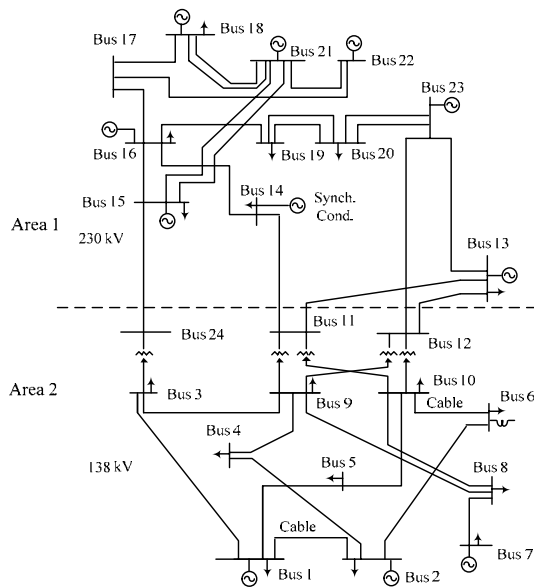 Bus 18
Bus 17
Bus 21
Bus 22
Bus 23
Bus 16
Bus 19
Bus 20
Bus 15
Bus 14
Synch.
Cond.
Area 1
230 kV
Bus 13
Bus 24
Bus 11
Bus 12
Area 2
Bus 3
Bus 9
Bus 10
Bus 6
Cable
Bus 4
138 kV
Bus 5
Bus 8
Cable
Bus 7
Bus 1
Bus 2